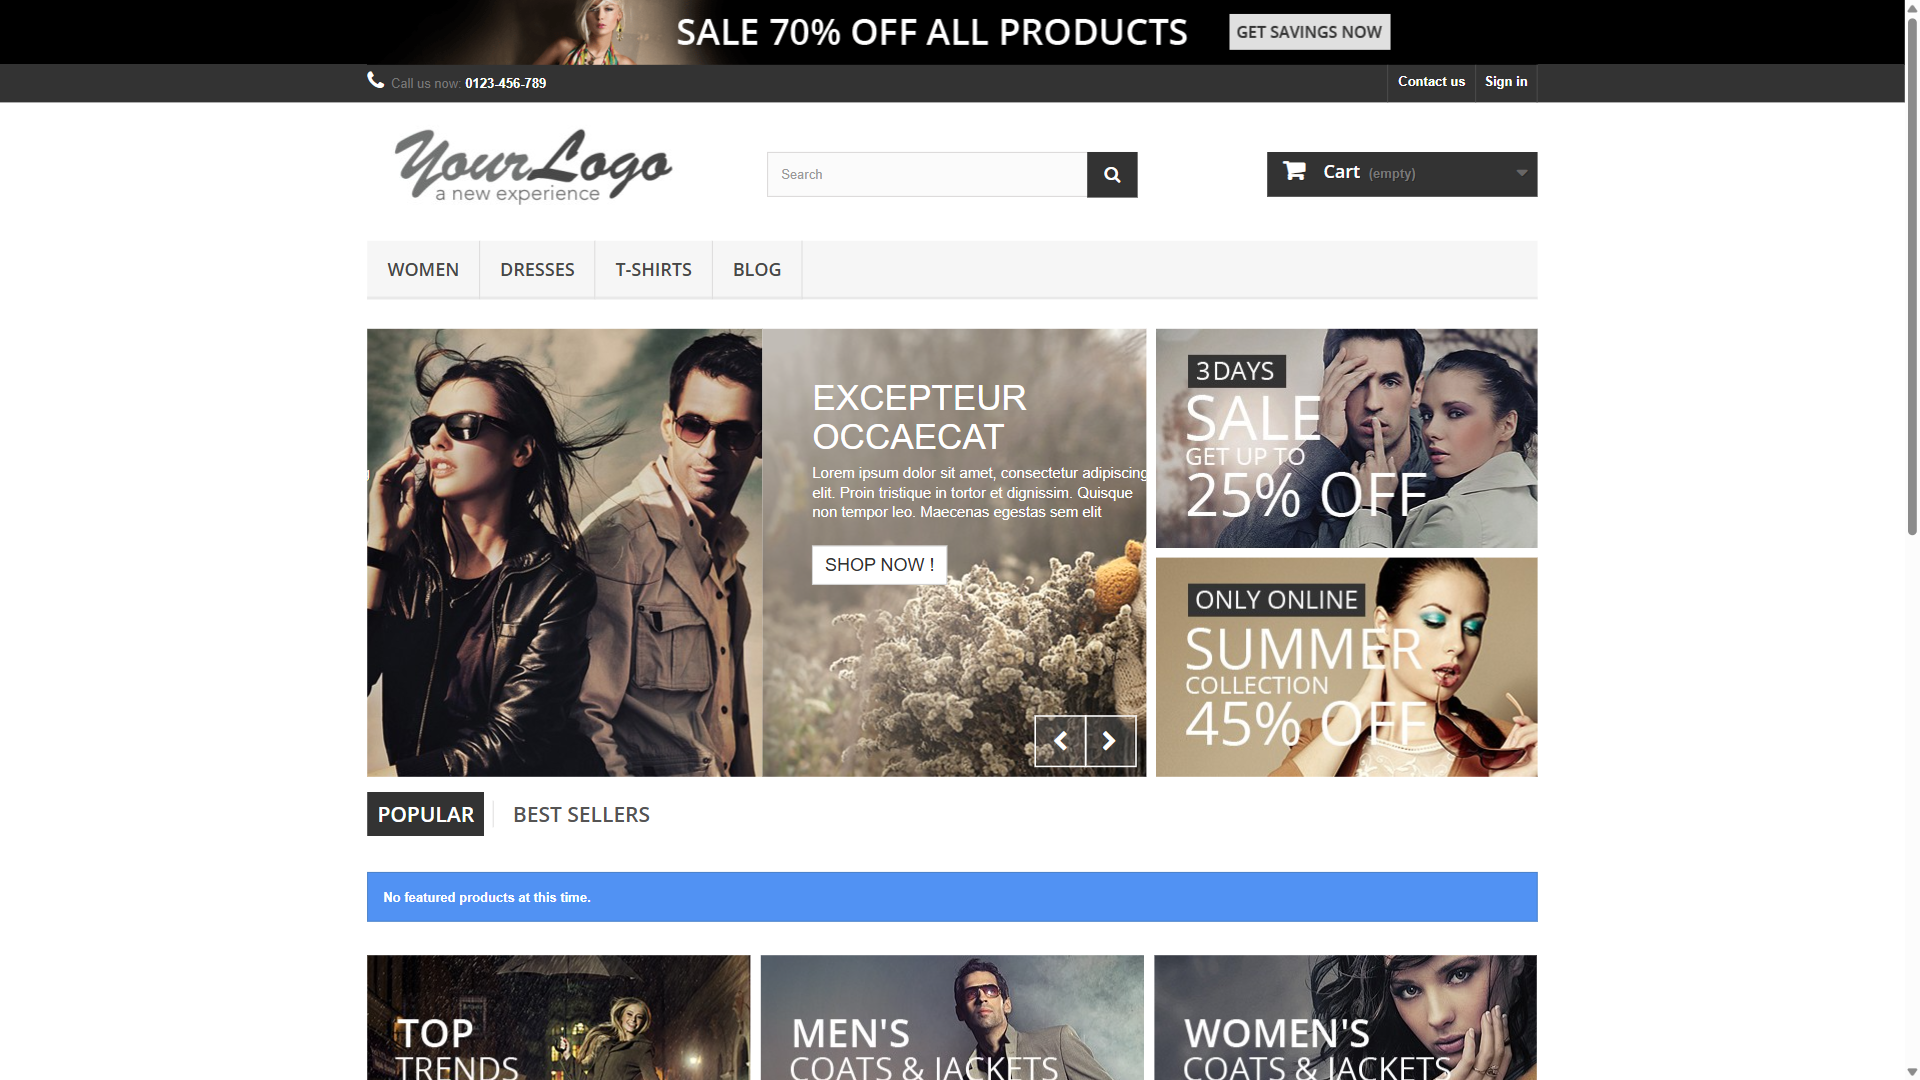 SALE 70% OFF ALL PRODUCTS GET SAVINGS NOW
Call us now: 0123-456-789
Contact us
Sign in
YourLogo
a new experience
Search
Cart (empty)
WOMEN
DRESSES
T-SHIRTS
BLOG
EXCEPTEUR
OCCAECAT
Lorem ipsum dolor sit amet, consectetur adipiscing
elit. Proin tristique in tortor et dignissim. Quisque
non tempor leo. Maecenas egestas sem elit
SHOP NOW !
3 DAYS
SALE
GET UP TO
25% OFF
ONLY ONLINE
SUMMER
COLLECTION
45% OFF
POPULAR
BEST SELLERS
No featured products at this time.
TOP
TRENDS
MEN'S
COATS & JACKETS
WOMEN'S
COATS & JACKETS